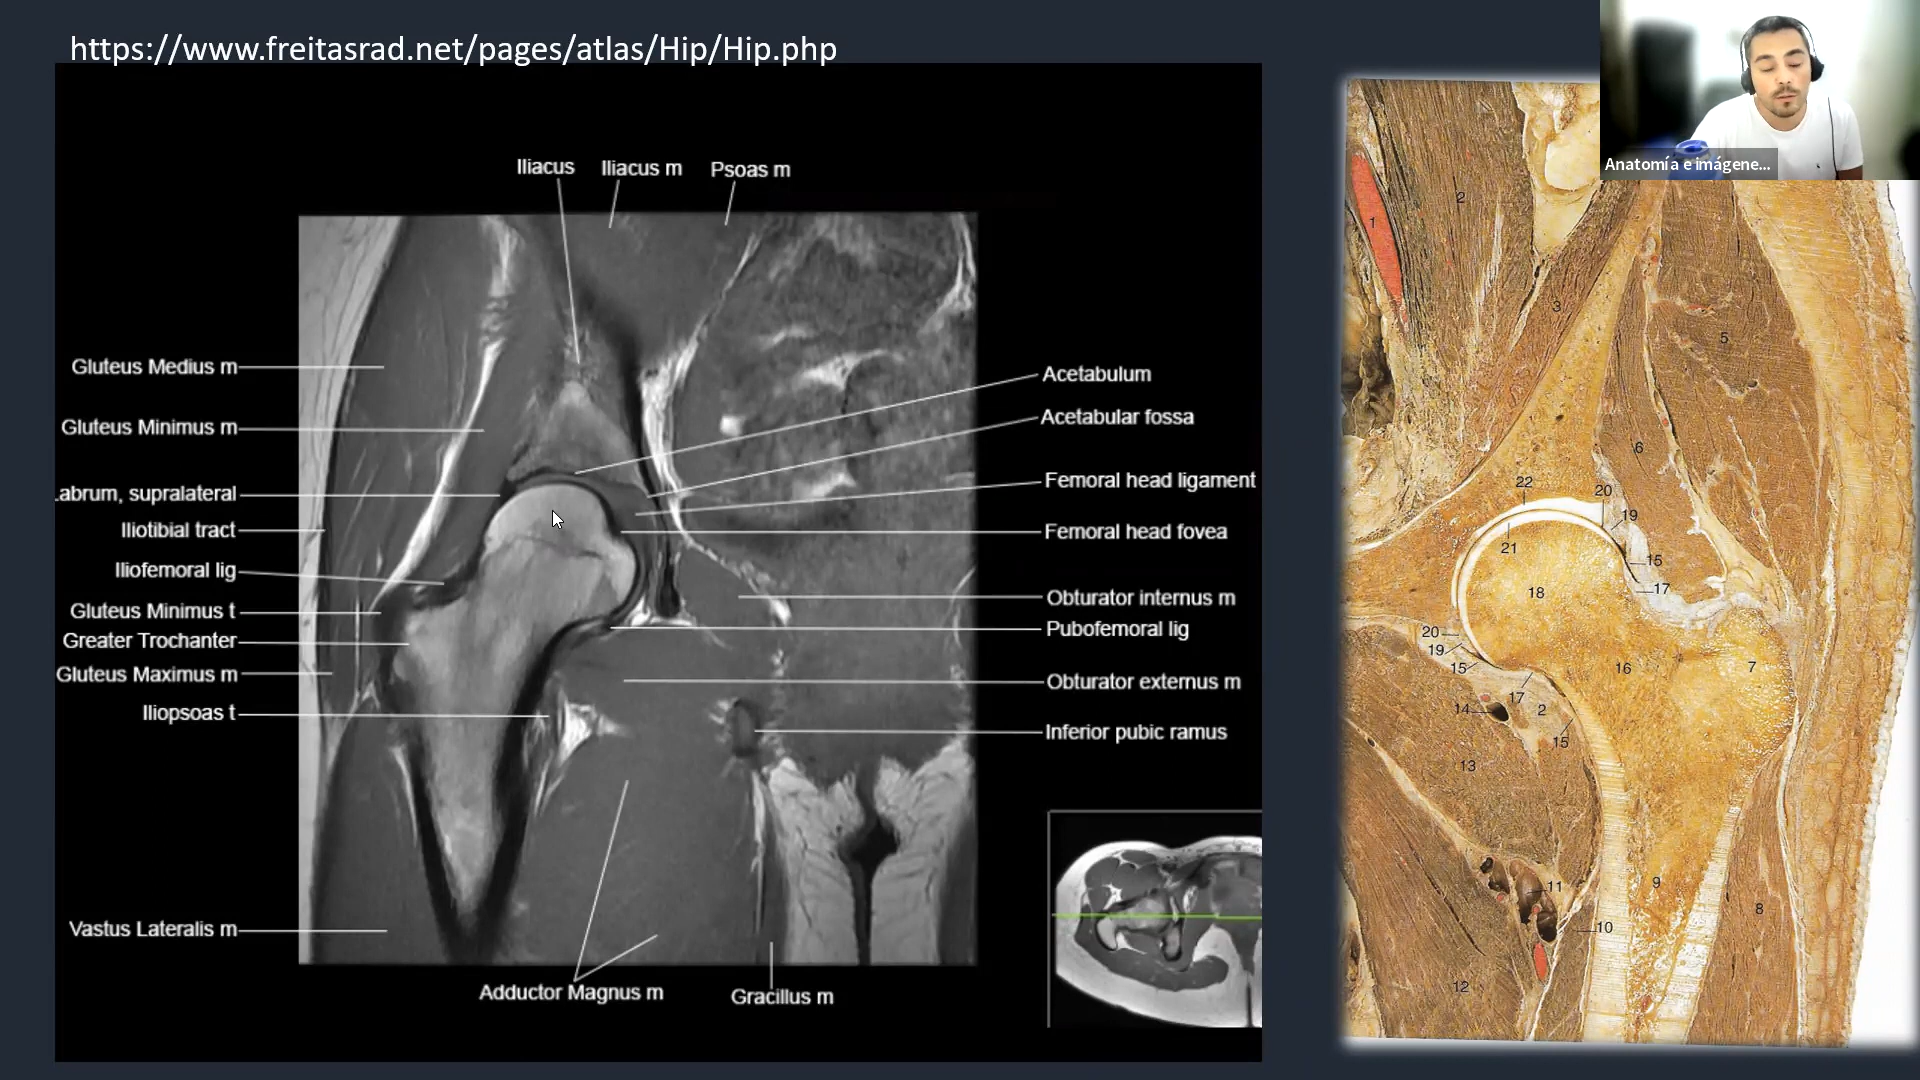 https://www.freitasrad.net/pages/atlas/Hip/Hip.php
Anatomía e imágene...
Iliacus
Iliacus m
Psoas m
Gluteus Medius m
Gluteus Minimus m
abrum, supralateral
Iliotibial tract
Iliofemoral lig
Gluteus Minimus t
Greater Trochanter
Gluteus Maximus m
Iliopsoas t
Vastus Lateralis m
Adductor Magnus m
Gracillus m
Acetabulum
Acetabular fossa
Femoral head ligament
Femoral head fovea
Obturator internus m
Pubofemoral lig
Obturator externus m
Inferior pubic ramus
1
2
3
5
6
22
20
19
21
15
17
18
20
19
15
16
7
17
14
2
15
13
9
11
8
10
12